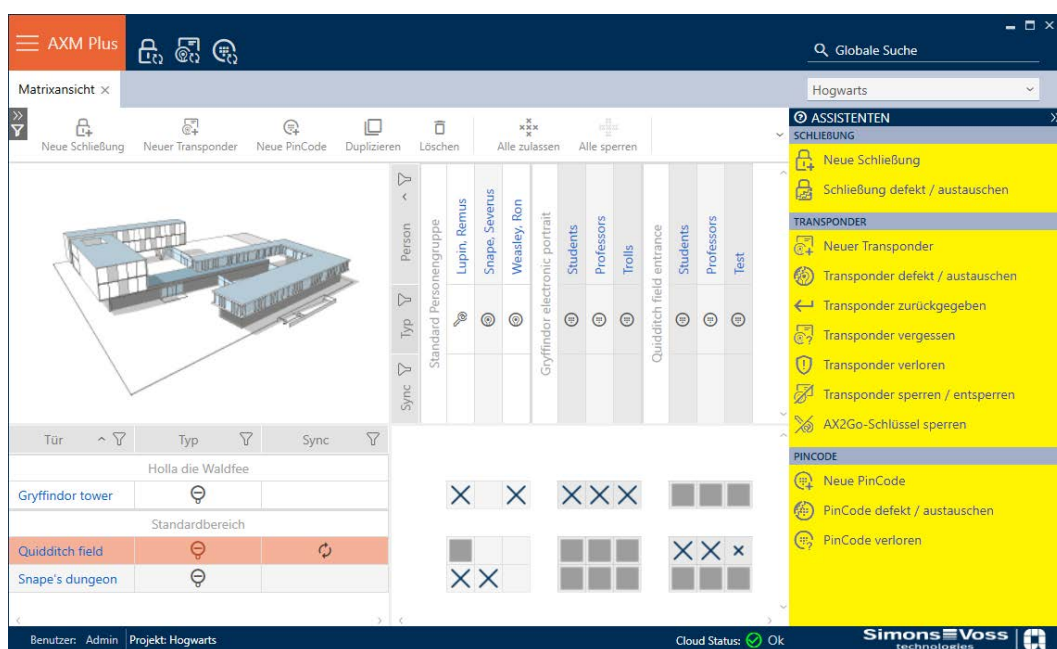 AXM Plus
Globale Suche
Matrixansicht
Hogwarts
Neue Schließung
Neuer Transponder
Neue PinCode
Duplizieren
Löschen
Alle zulassen
Alle sperren
ASSISTENTEN
SCHLIEßUNG
Neue Schließung
Schließung defekt / austauschen
TRANSPONDER
Neuer Transponder
Transponder defekt / austauschen
Transponder zurückgegeben
Transponder vergessen
Transponder verloren
Transponder sperren / entsperren
AX2Go-Schlüssel sperren
PINCODE
Neue PinCode
PinCode defekt / austauschen
PinCode verloren
Person
Typ
Sync
Standard Personengruppe
Lupin, Remus
Snape, Severus
Weasley, Ron
Gryffindor electronic portrait
Students
Professors
Trolls
Quidditch field entrance
Students
Professors
Test
Tür Typ Sync
Holla die Waldfee
Gryffindor tower
Standardbereich
Quidditch field
Snape's dungeon
Benutzer: Admin Projekt: Hogwarts
Cloud Status: Ok
Simons Voss
technologies